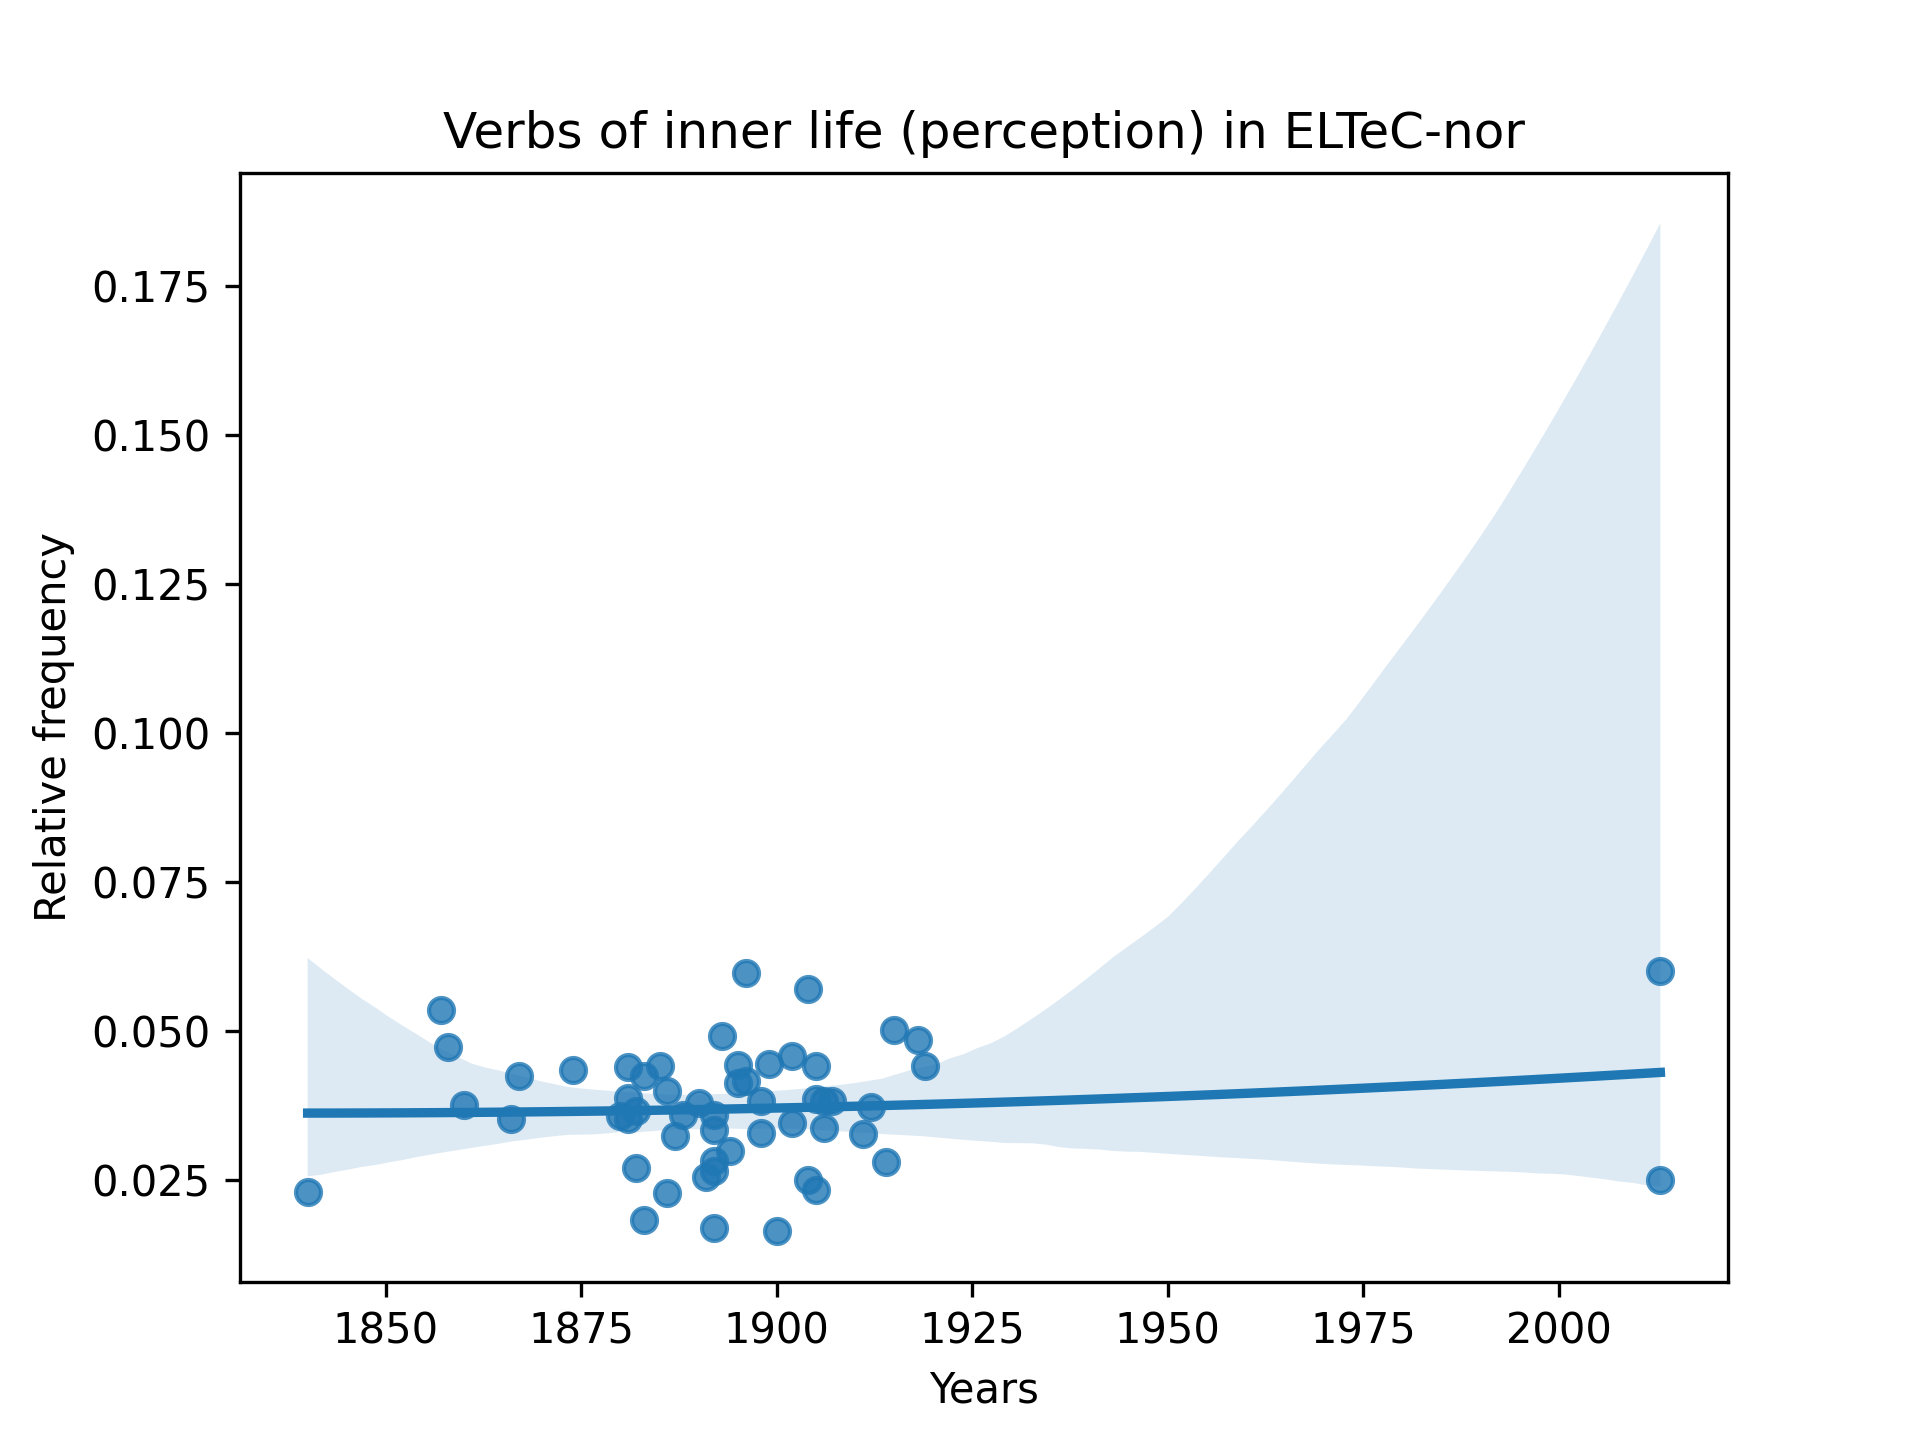 Verbs of inner life (perception) in ELTeC-nor
Relative frequency
0.175
0.150
0.125
0.100
0.075
0.050
0.025
1850 1875 1900 1925 1950 1975 2000
Years